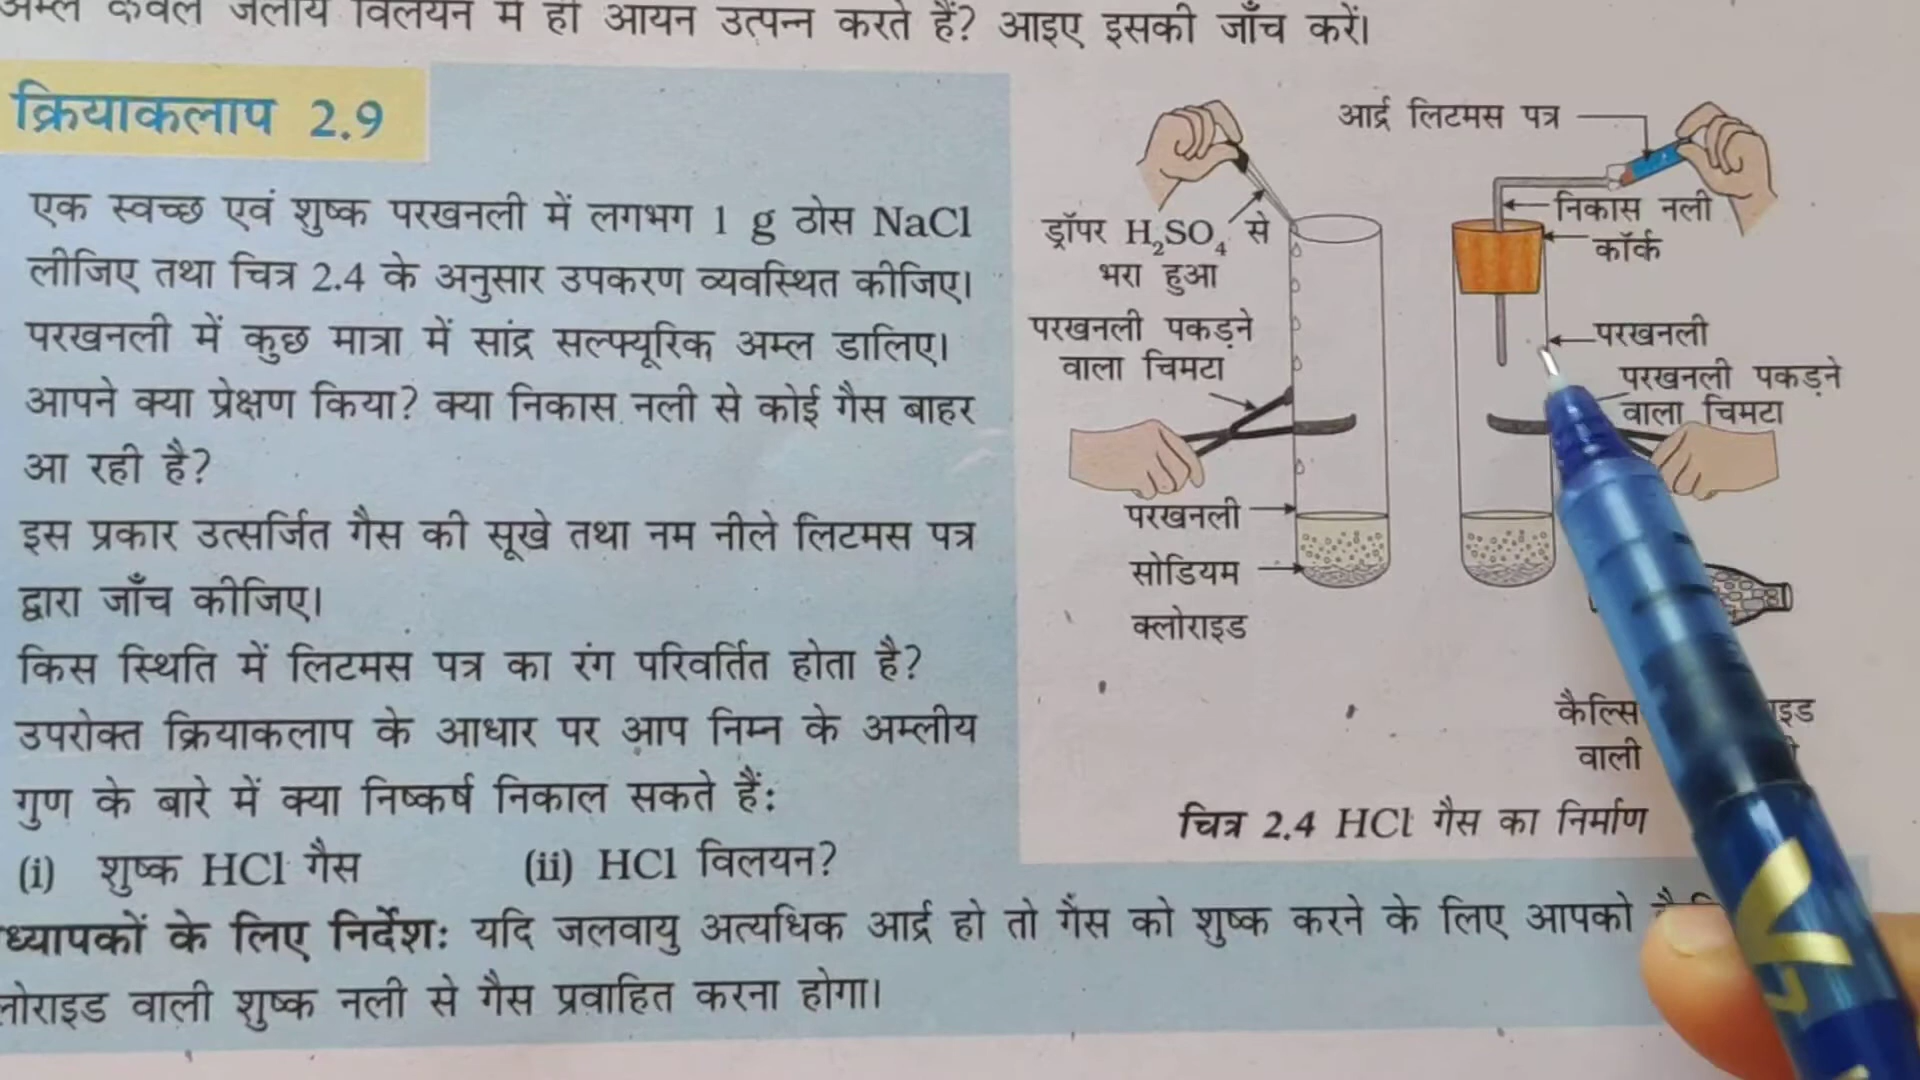 अम्ल केवल जलीय विलयन में ही आयन उत्पन्न करते हैं? आइए इसकी जाँच करें।
क्रियाकलाप 2.9
एक स्वच्छ एवं शुष्क परखनली में लगभग 1 g ठोस NaCl
लीजिए तथा चित्र 2.4 के अनुसार उपकरण व्यवस्थित कीजिए।
परखनली में कुछ मात्रा में सांद्र सल्फ्यूरिक अम्ल डालिए।
आपने क्या प्रेक्षण किया? क्या निकास नली से कोई गैस बाहर
आ रही है?
इस प्रकार उत्सर्जित गैस की सूखे तथा नम नीले लिटमस पत्र
द्वारा जाँच कीजिए।
किस स्थिति में लिटमस पत्र का रंग परिवर्तित होता है?
उपरोक्त क्रियाकलाप के आधार पर आप निम्न के अम्लीय
गुण के बारे में क्या निष्कर्ष निकाल सकते हैं:
(i) शुष्क HCl गैस (ii) HCl विलयन?
आर्द्र लिटमस पत्र
ड्रॉपर H₂SO₄ से
भरा हुआ
परखनली पकड़ने
वाला चिमटा
परखनली
सोडियम
क्लोराइड
निकास नली
कॉर्क
परखनली
परखनली पकड़ने
वाला चिमटा
वाली
चित्र 2.4 HCl गैस का निर्माण
ध्यापकों के लिए निर्देश: यदि जलवायु अत्यधिक आर्द्र हो तो गैस को शुष्क करने के लिए आपको
लोराइड वाली शुष्क नली से गैस प्रवाहित करना होगा।